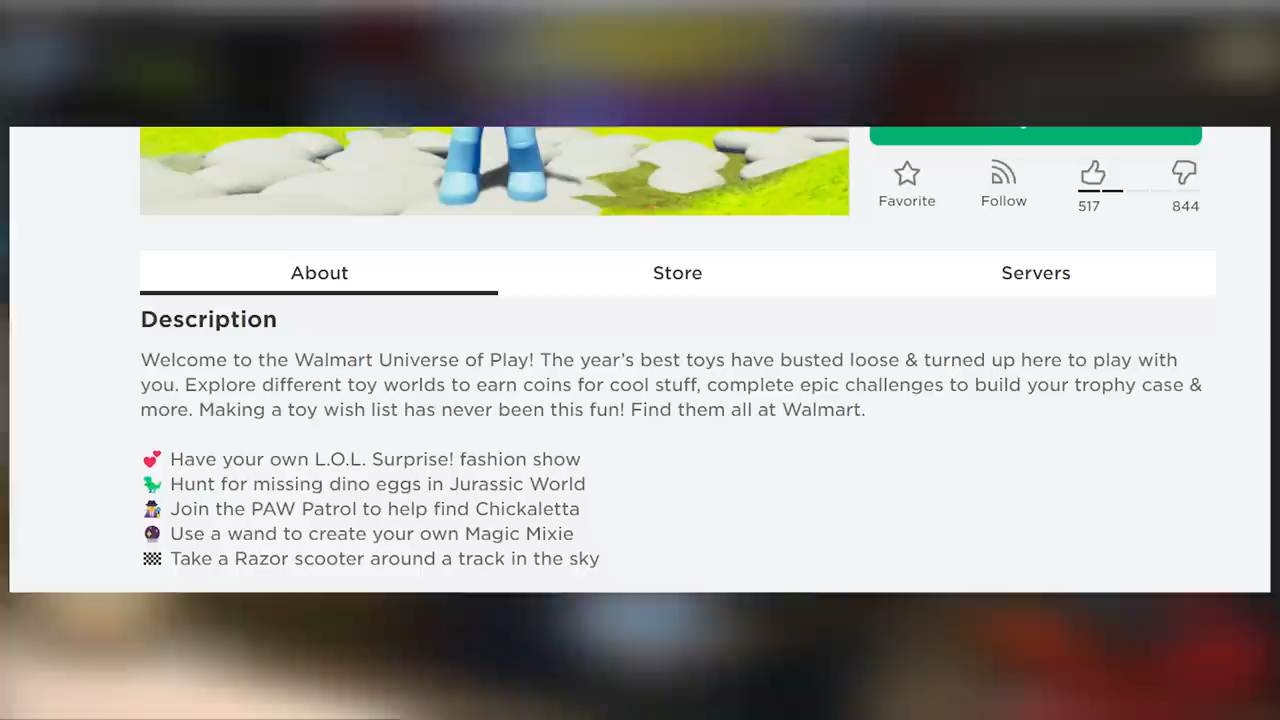 Favorite
Follow
517
844
About
Store
Servers
Description
Welcome to the Walmart Universe of Play! The year’s best toys have busted loose & turned up here to play with
you. Explore different toy worlds to earn coins for cool stuff, complete epic challenges to build your trophy case &
more. Making a toy wish list has never been this fun! Find them all at Walmart.
💕 Have your own L.O.L. Surprise! fashion show
🦖 Hunt for missing dino eggs in Jurassic World
🕵️ Join the PAW Patrol to help find Chickaletta
🔮 Use a wand to create your own Magic Mixie
🏁 Take a Razor scooter around a track in the sky